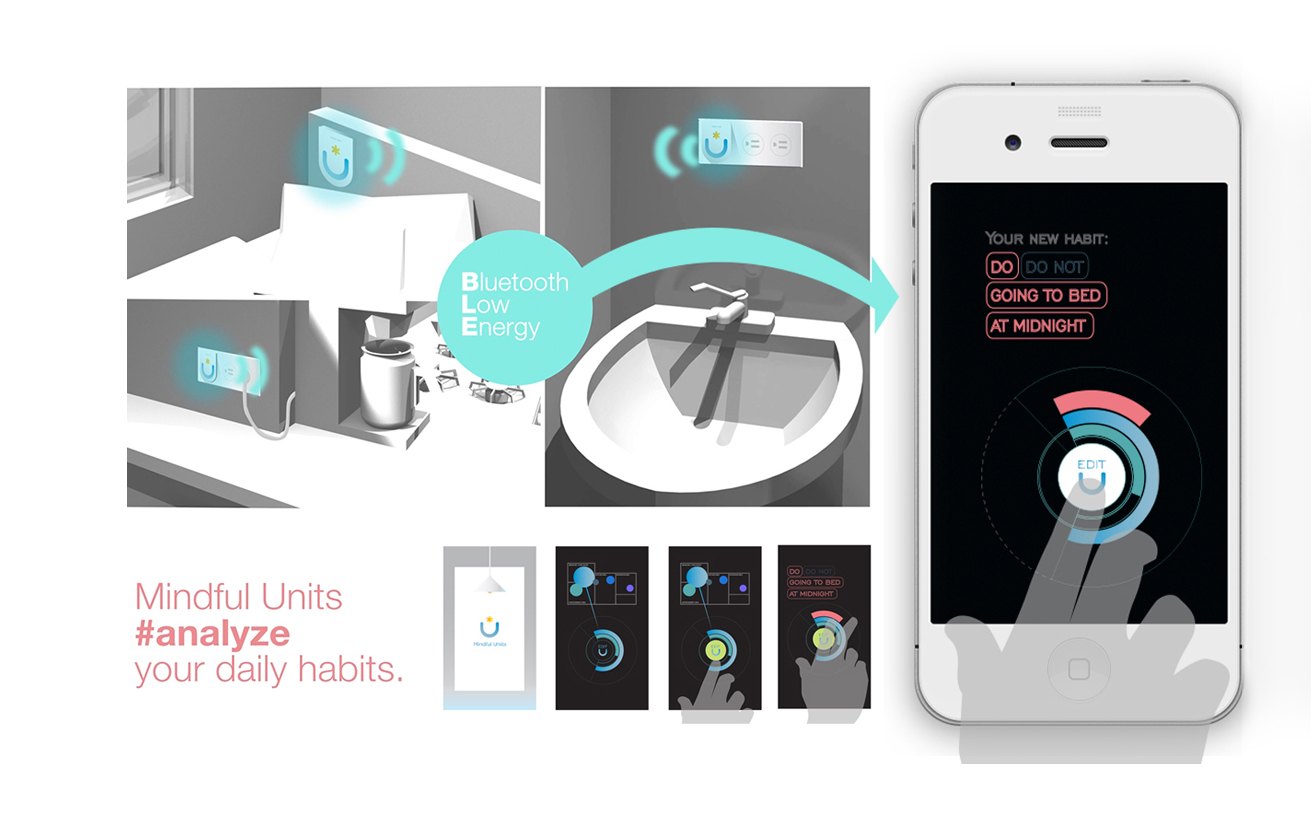 Bluetooth
Low
Energy
YOUR NEW HABIT:
DO DO NOT
GOING TO BED
AT MIDNIGHT
EDIT
Mindful Units
#analyze
your daily habits.
Mindful Units
EDIT
DO DO NOT
GOING TO BED
AT MIDNIGHT